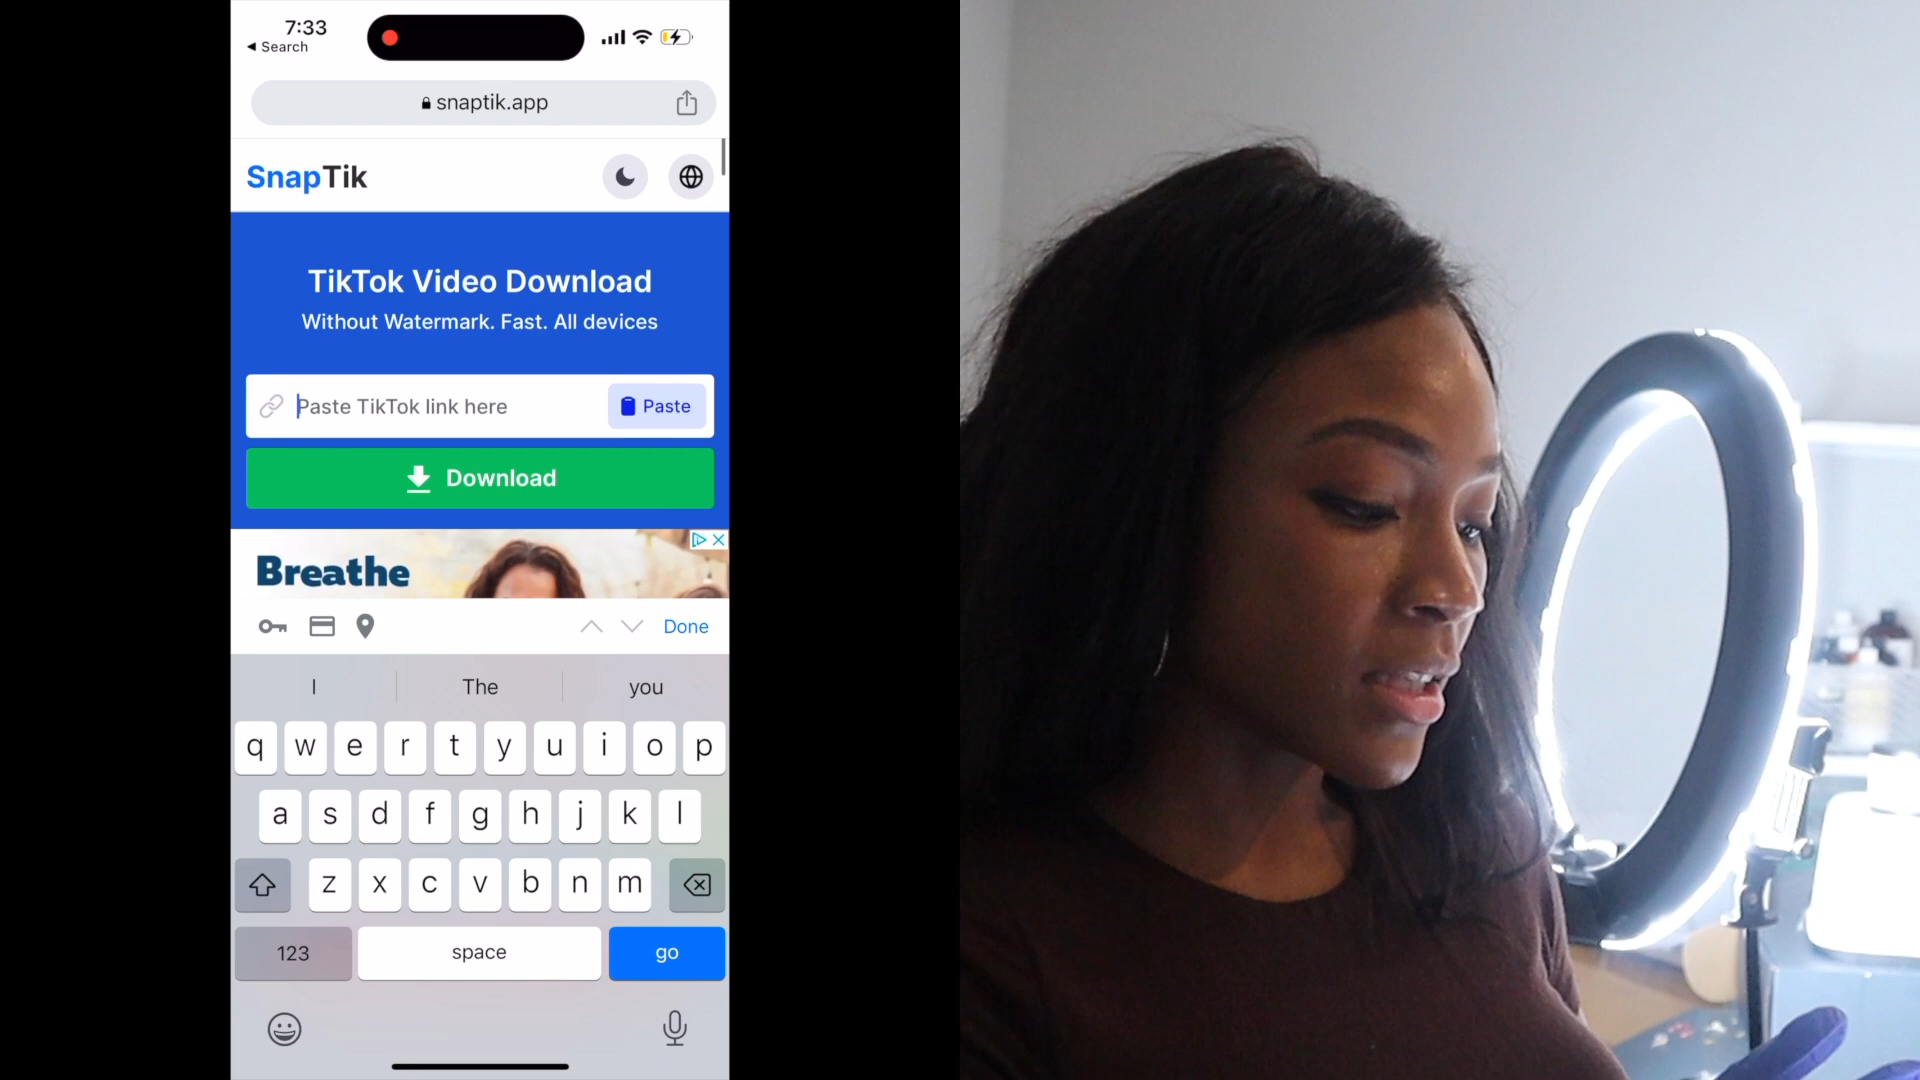 7:33
Search
snaptik.app
SnapTik
TikTok Video Download
Without Watermark. Fast. All devices
Paste TikTok link here
Paste
Download
Breathe
Done
I
The
you
q w e r t y u i o p
a s d f g h j k l
z x c v b n m
123
space
go